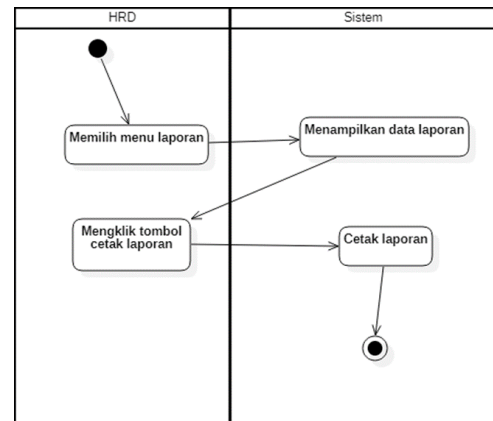 HRD
Sistem
Memilih menu laporan
Menampilkan data laporan
Mengklik tombol
cetak laporan
Cetak laporan